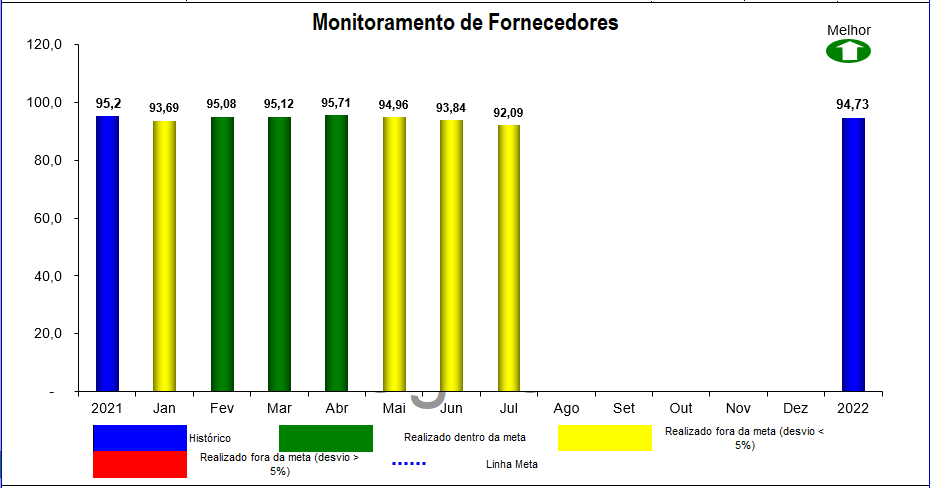 Monitoramento de Fornecedores
Melhor
120,0
100,0
80,0
60,0
40,0
20,0
-
95,2 93,69 95,08 95,12 95,71 94,96 93,84 92,09 94,73
2021 Jan Fev Mar Abr Mai Jun Jul Ago Set Out Nov Dez 2022
Histórico
Realizado dentro da meta
Realizado fora da meta (desvio <
5%)
Realizado fora da meta (desvio >
5%)
Linha Meta